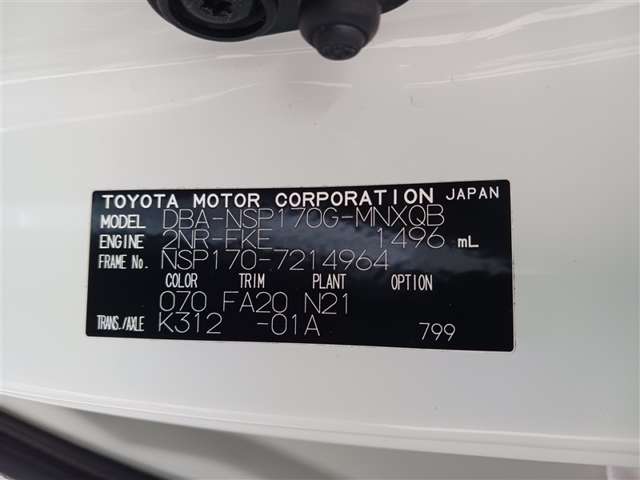 TOYOTA MOTOR CORPORATION JAPAN
MODEL DBA-NSP170G-MNXQB
ENGINE 2NR-FKE 1496 mL
FRAME No. NSP170-7214964
COLOR TRIM PLANT OPTION
070 FA20 N21
TRANS./AXLE K312 -01A 799